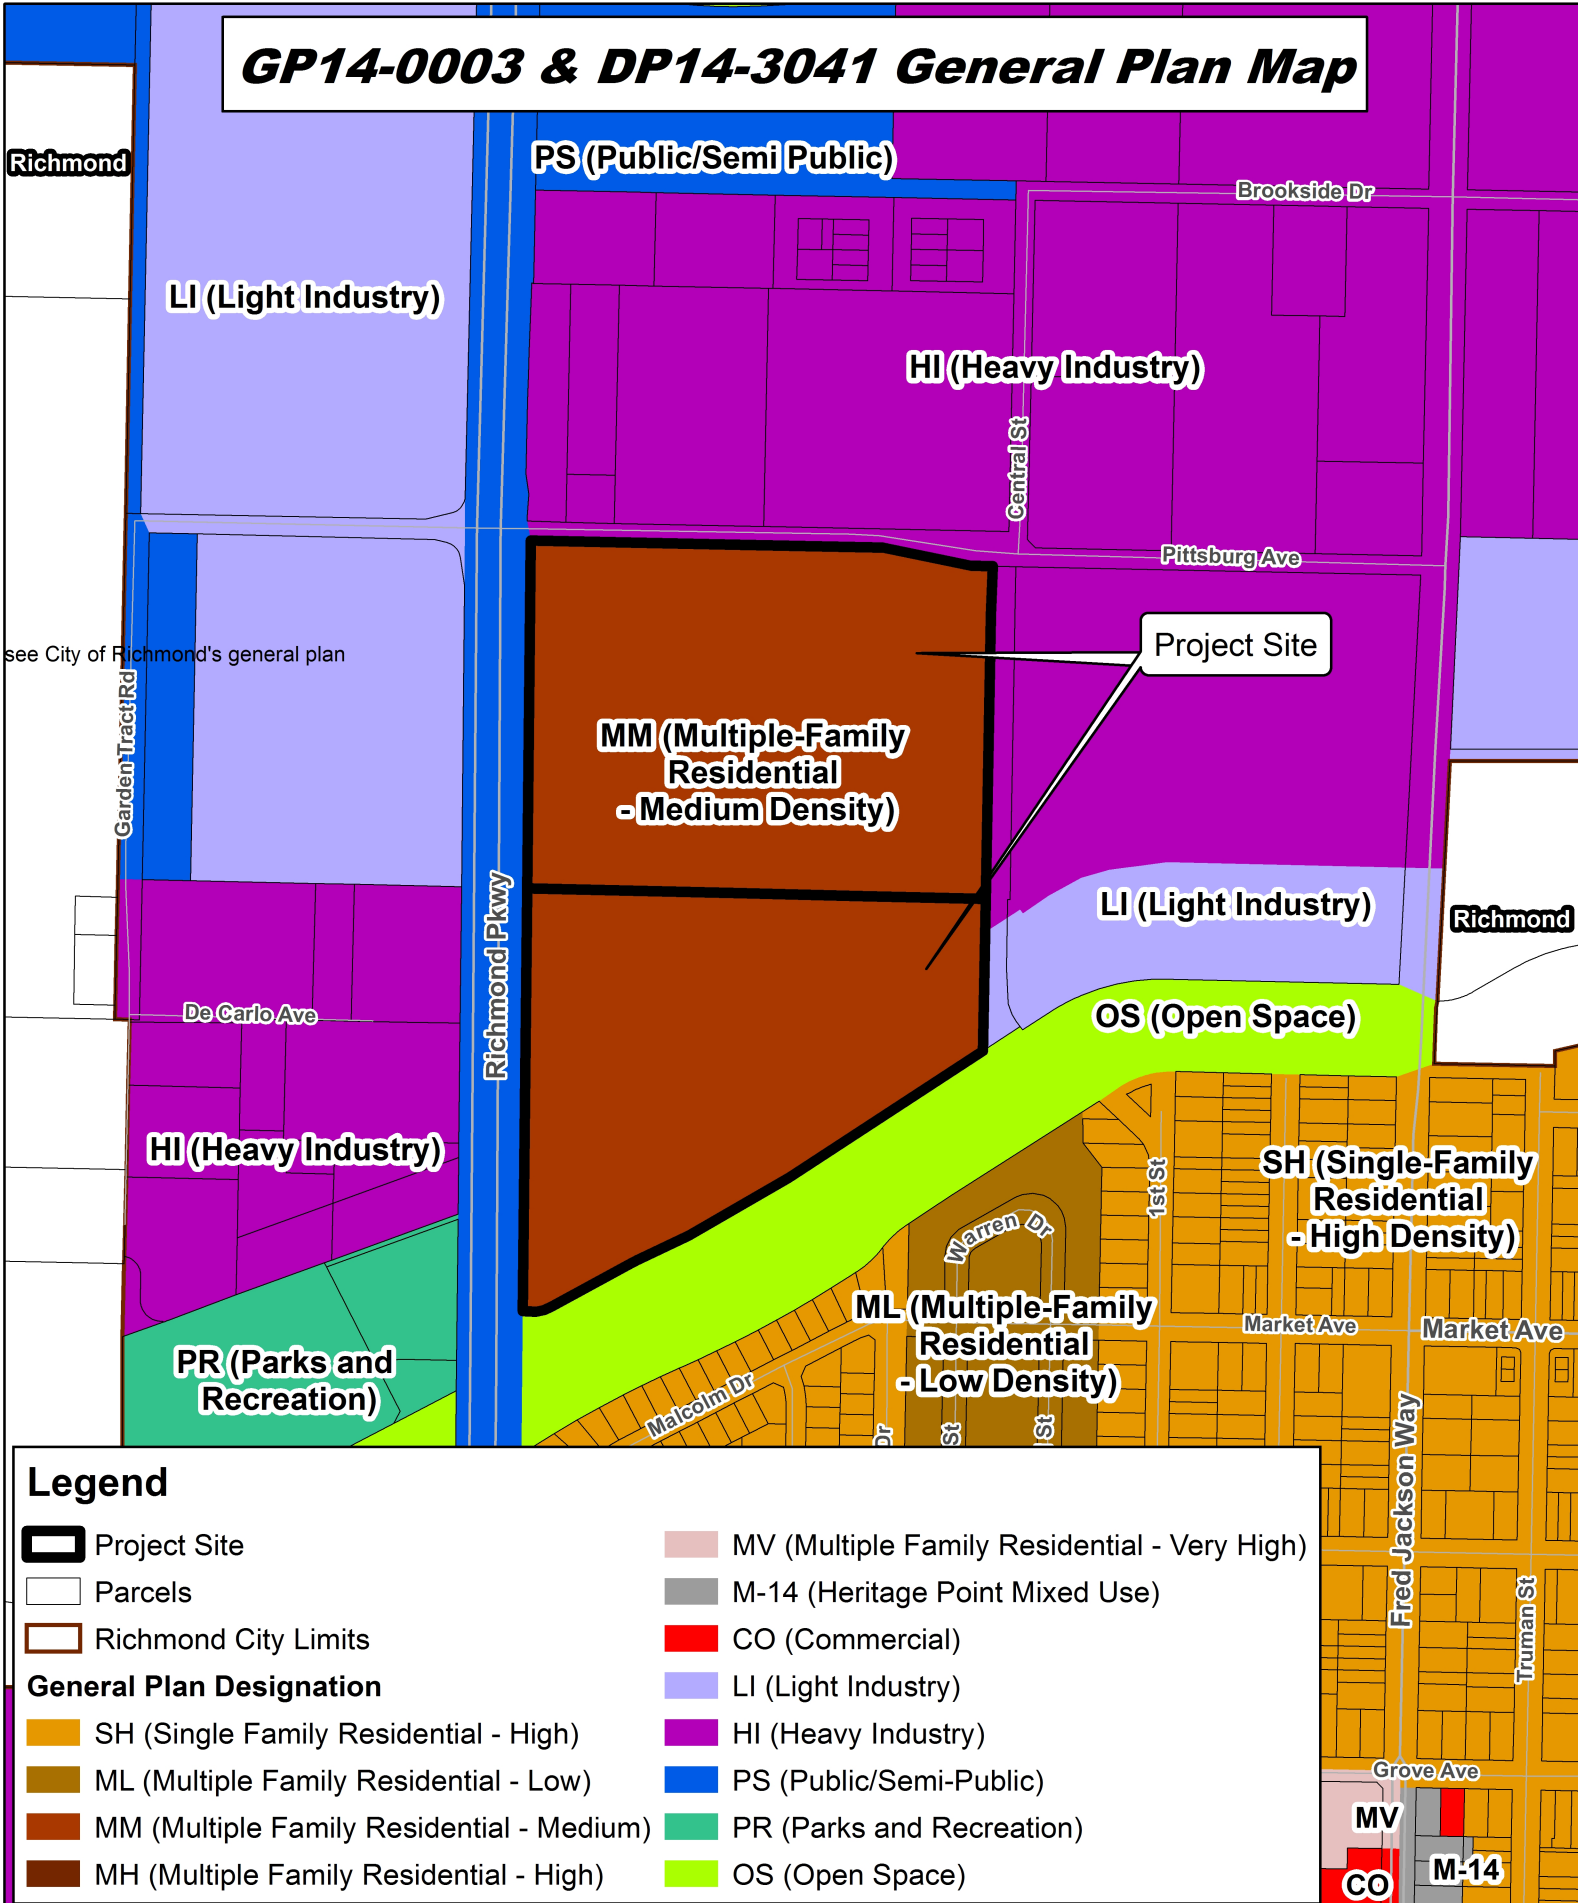 GP14-0003 & DP14-3041 General Plan Map
Richmond
PS (Public/Semi Public)
Brookside Dr
LI (Light Industry)
HI (Heavy Industry)
Central St
Pittsburg Ave
Project Site
see City of Richmond's general plan
Garden Tract Rd
MM (Multiple-Family
Residential
- Medium Density)
Richmond Pkwy
LI (Light Industry)
Richmond
De Carlo Ave
OS (Open Space)
HI (Heavy Industry)
1st St
SH (Single-Family
Residential
- High Density)
Warren Dr
ML (Multiple-Family
Residential
- Low Density)
Market Ave
Market Ave
PR (Parks and
Recreation)
Malcolm Dr
Dr
St
St
Fred Jackson Way
Truman St
Grove Ave
MV
M-14
CO
Legend
Project Site
Parcels
Richmond City Limits
General Plan Designation
SH (Single Family Residential - High)
ML (Multiple Family Residential - Low)
MM (Multiple Family Residential - Medium)
MH (Multiple Family Residential - High)
MV (Multiple Family Residential - Very High)
M-14 (Heritage Point Mixed Use)
CO (Commercial)
LI (Light Industry)
HI (Heavy Industry)
PS (Public/Semi-Public)
PR (Parks and Recreation)
OS (Open Space)